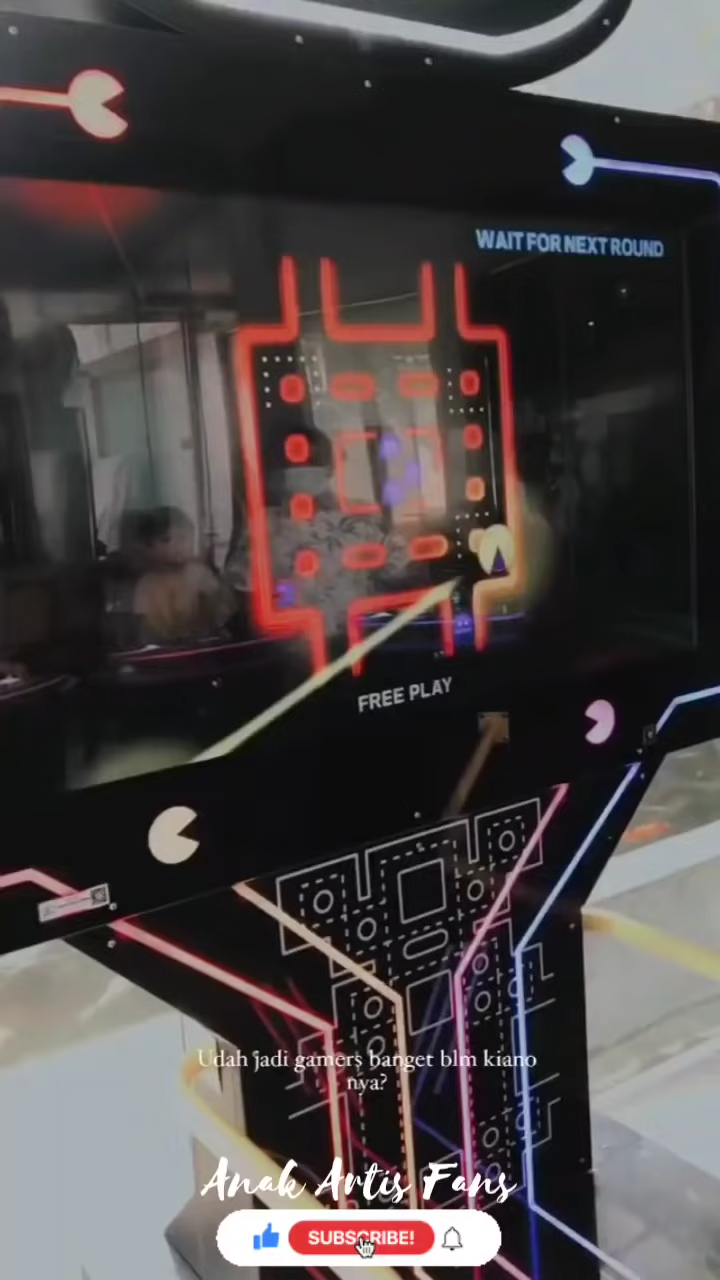 WAIT FOR NEXT ROUND
FREE PLAY
Udah jadi gamers banget blm kiano
nya?
Anak Artis Fans
SUBSCRIBE!